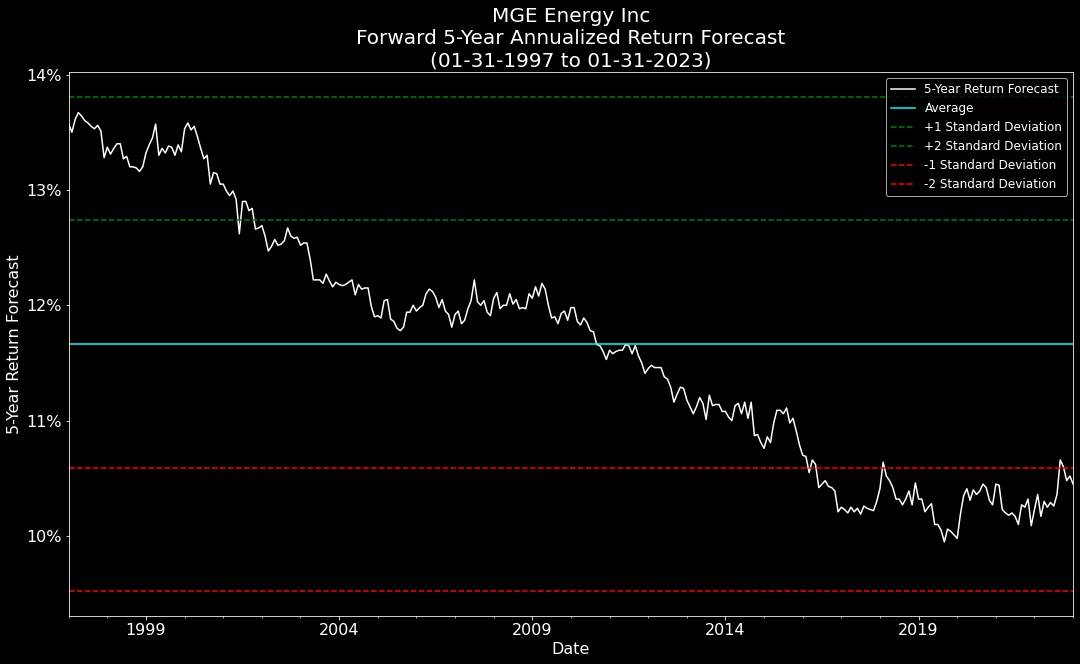 MGE Energy Inc
Forward 5-Year Annualized Return Forecast
(01-31-1997 to 01-31-2023)
14%
13%
12%
11%
10%
5-Year Return Forecast
5-Year Return Forecast
Average
+1 Standard Deviation
+2 Standard Deviation
-1 Standard Deviation
-2 Standard Deviation
1999
2004
2009
2014
2019
Date